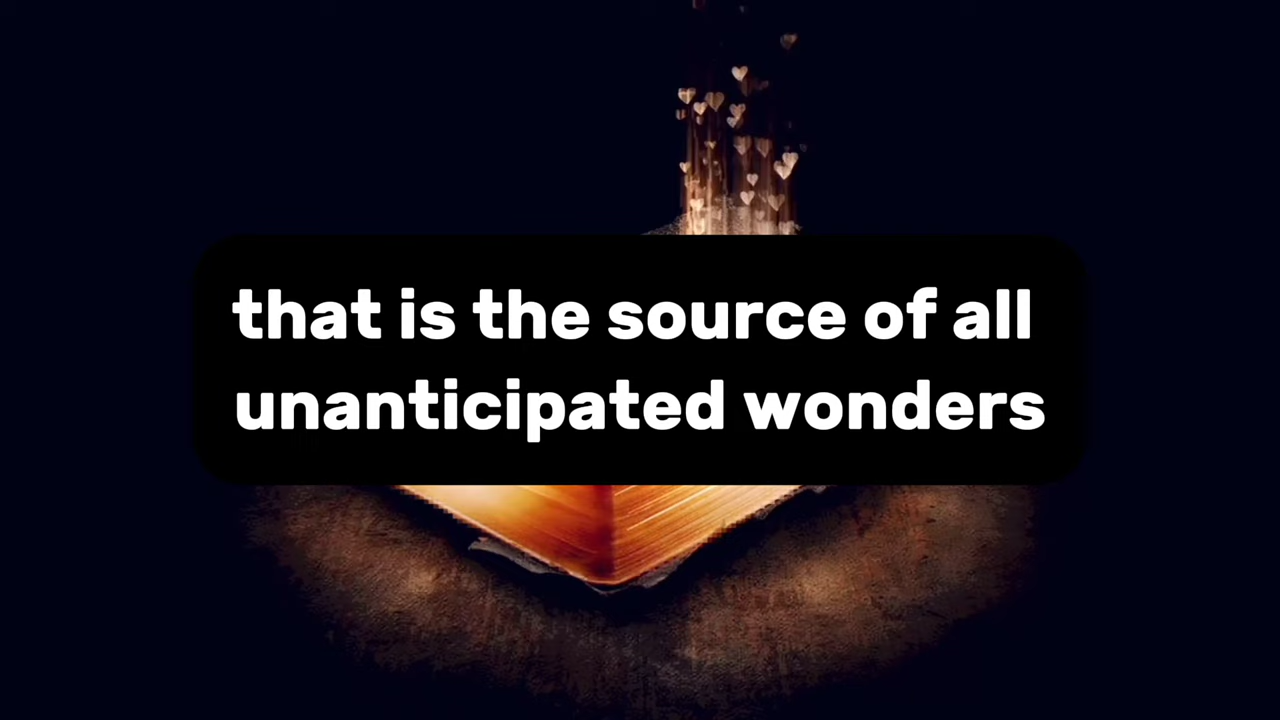 that is the source of all
unanticipated wonders